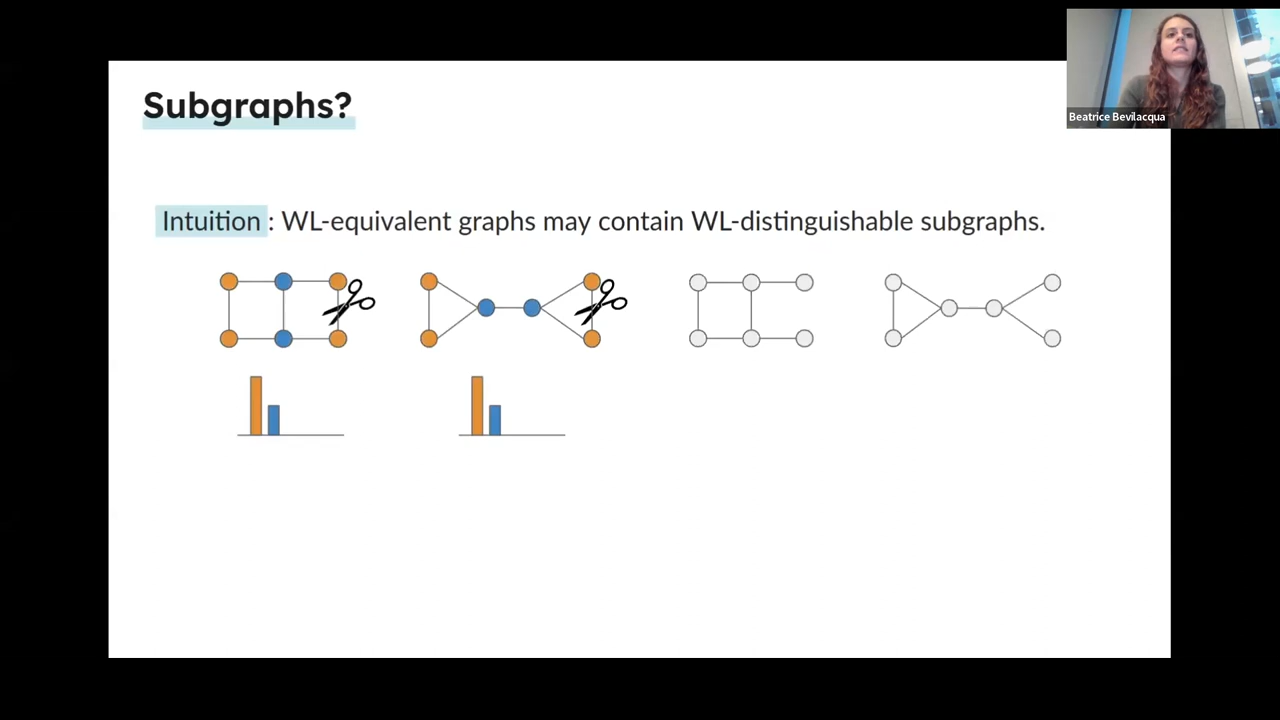 Subgraphs?
Beatrice Bevilacqua
Intuition : WL-equivalent graphs may contain WL-distinguishable subgraphs.